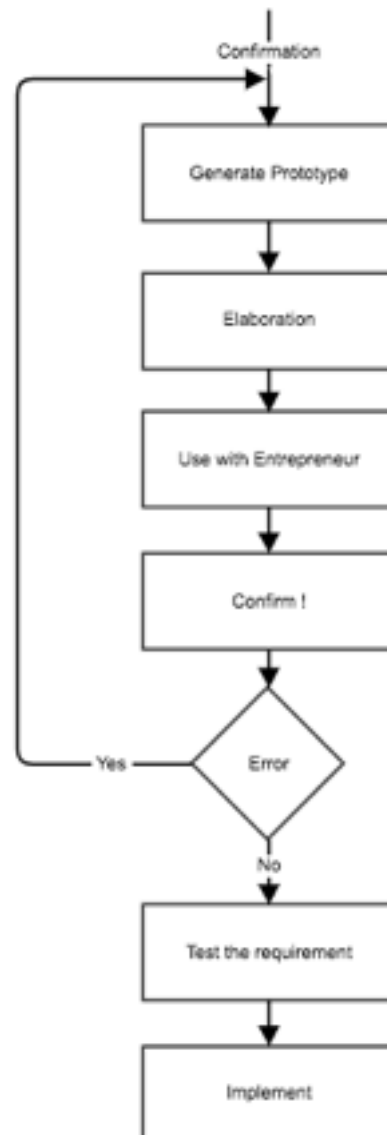 Confirmation
Generate Prototype
Elaboration
Use with Entrepreneur
Confirm !
Error
Yes
No
Test the requirement
Implement